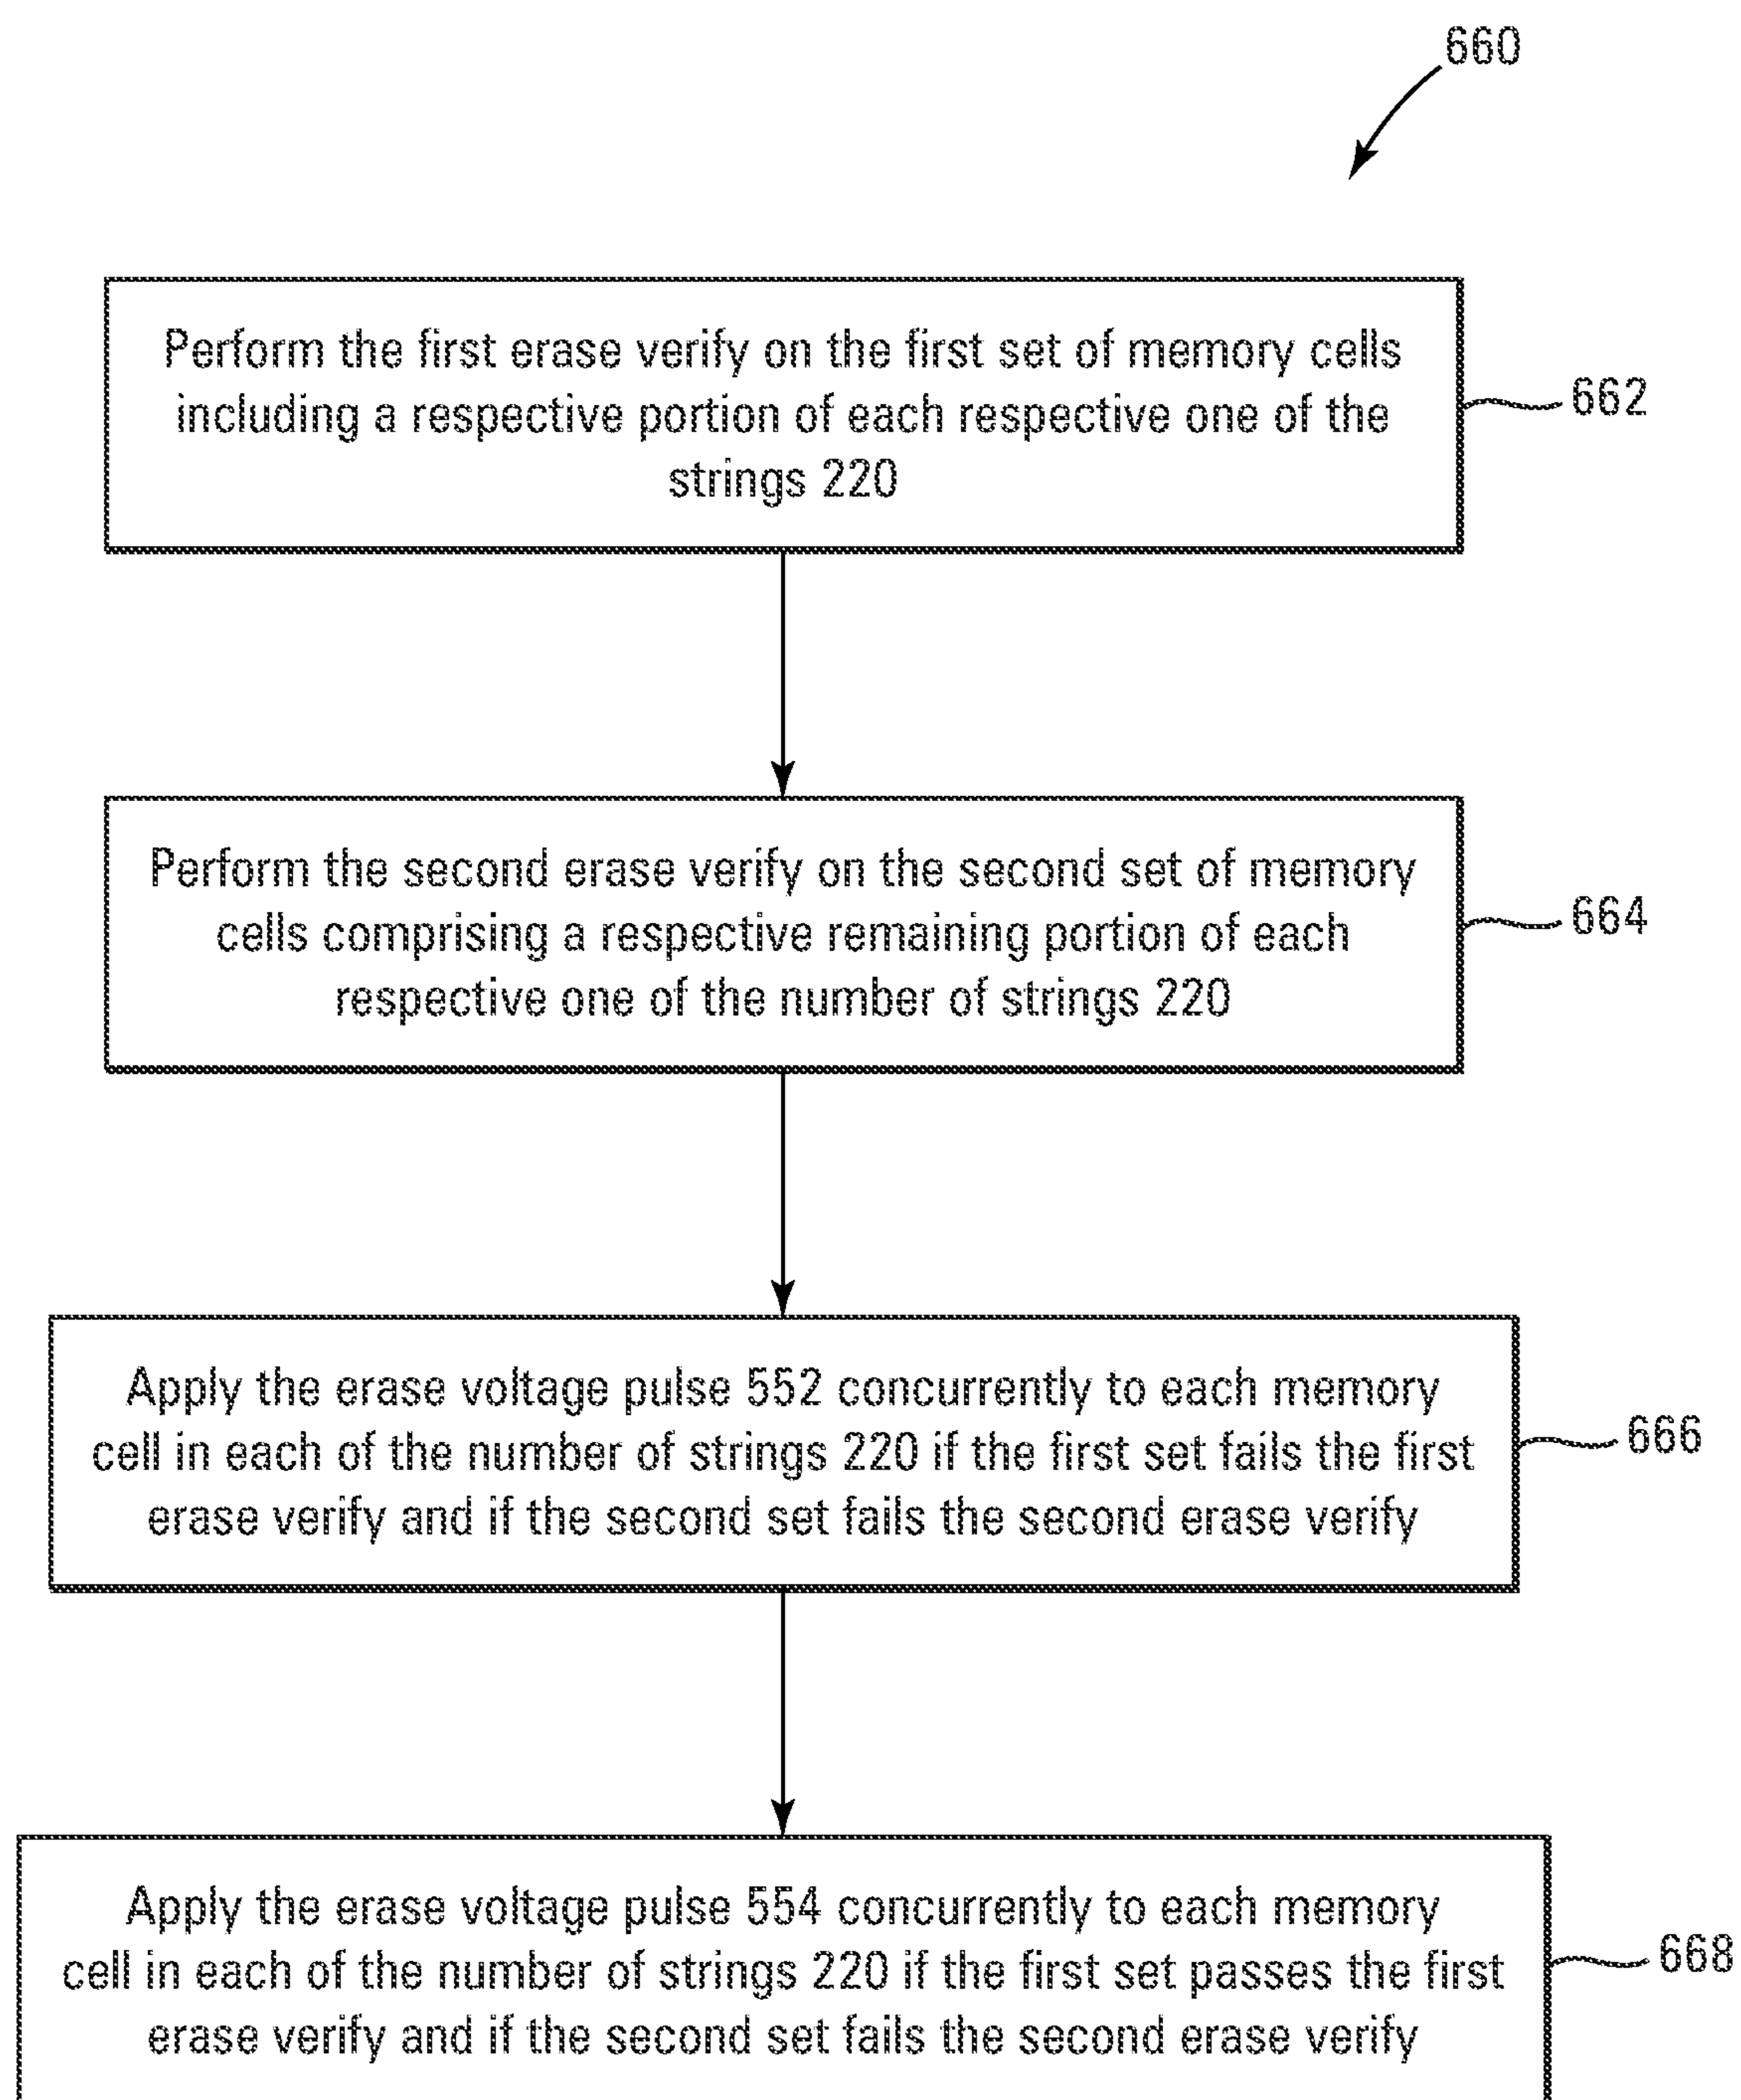 660
Perform the first erase verify on the first set of memory cells
including a respective portion of each respective one of the
strings 220
662
Perform the second erase verify on the second set of memory
cells comprising a respective remaining portion of each
respective one of the number of strings 220
664
Apply the erase voltage pulse 552 concurrently to each memory
cell in each of the number of strings 220 if the first set fails the first
erase verify and if the second set fails the second erase verify
666
Apply the erase voltage pulse 554 concurrently to each memory
cell in each of the number of strings 220 if the first set passes the first
erase verify and if the second set fails the second erase verify
668